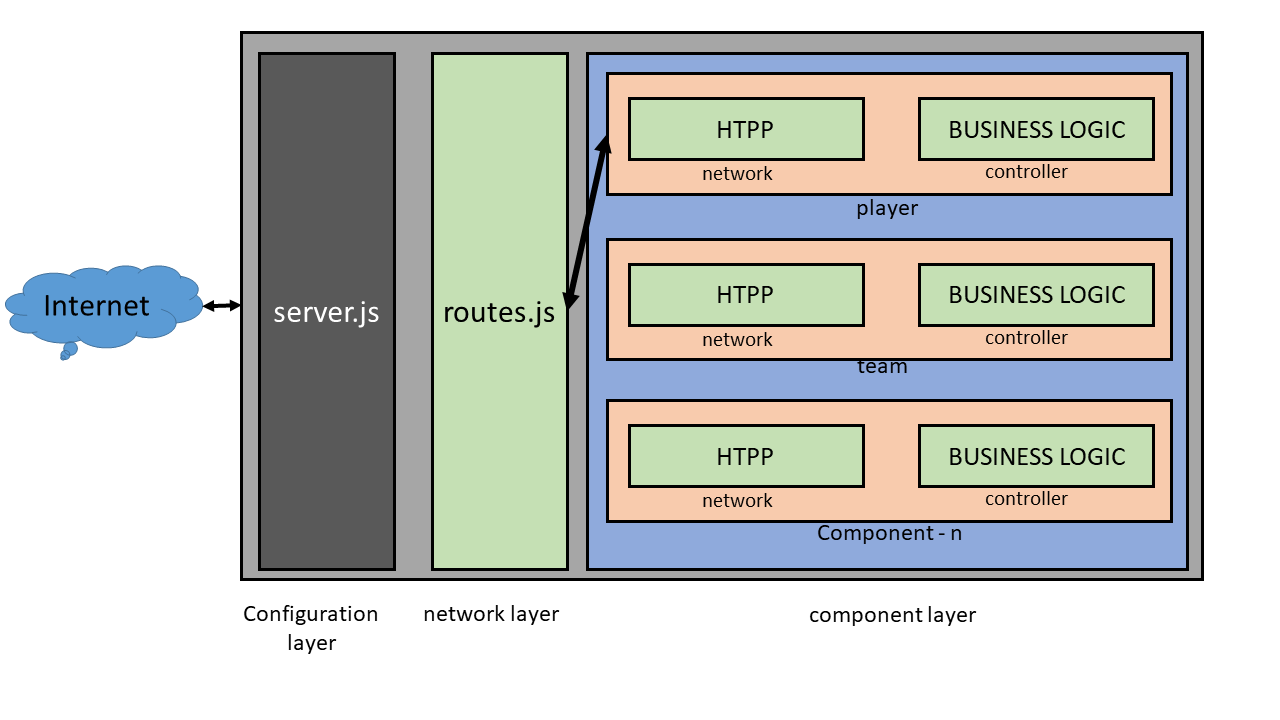 HTPP
BUSINESS LOGIC
network
controller
player
HTPP
BUSINESS LOGIC
Internet
server.js
routes.js
network
controller
team
HTPP
BUSINESS LOGIC
network
controller
Component - n
Configuration
layer
network layer
component layer